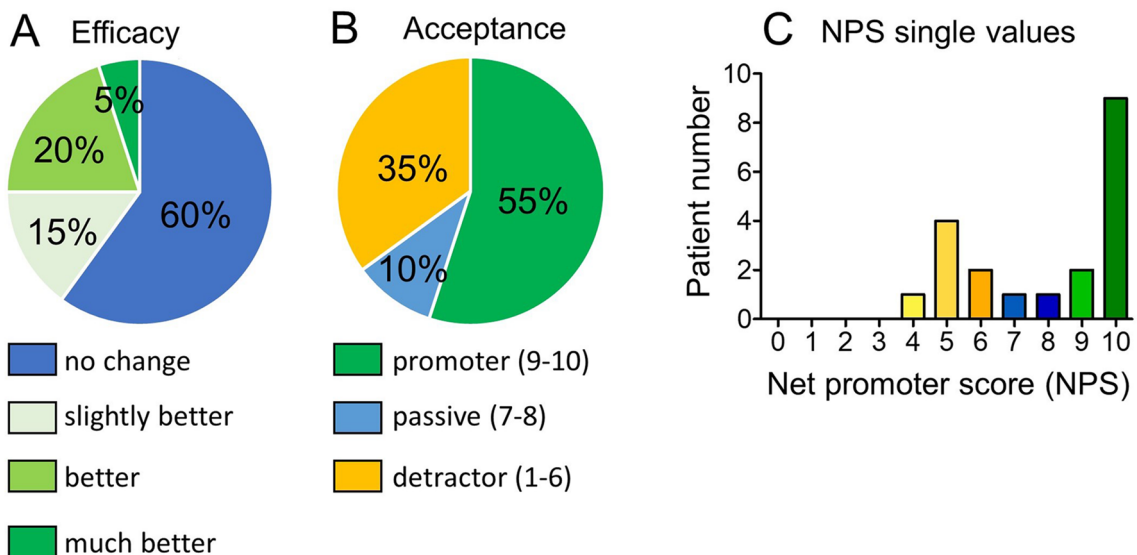 A Efficacy
5%
20%
60%
15%
no change
slightly better
better
much better
B Acceptance
35%
55%
10%
promoter (9-10)
passive (7-8)
detractor (1-6)
C NPS single values
Patient number
10
8
6
4
2
0
0 1 2 3 4 5 6 7 8 9 10
Net promoter score (NPS)